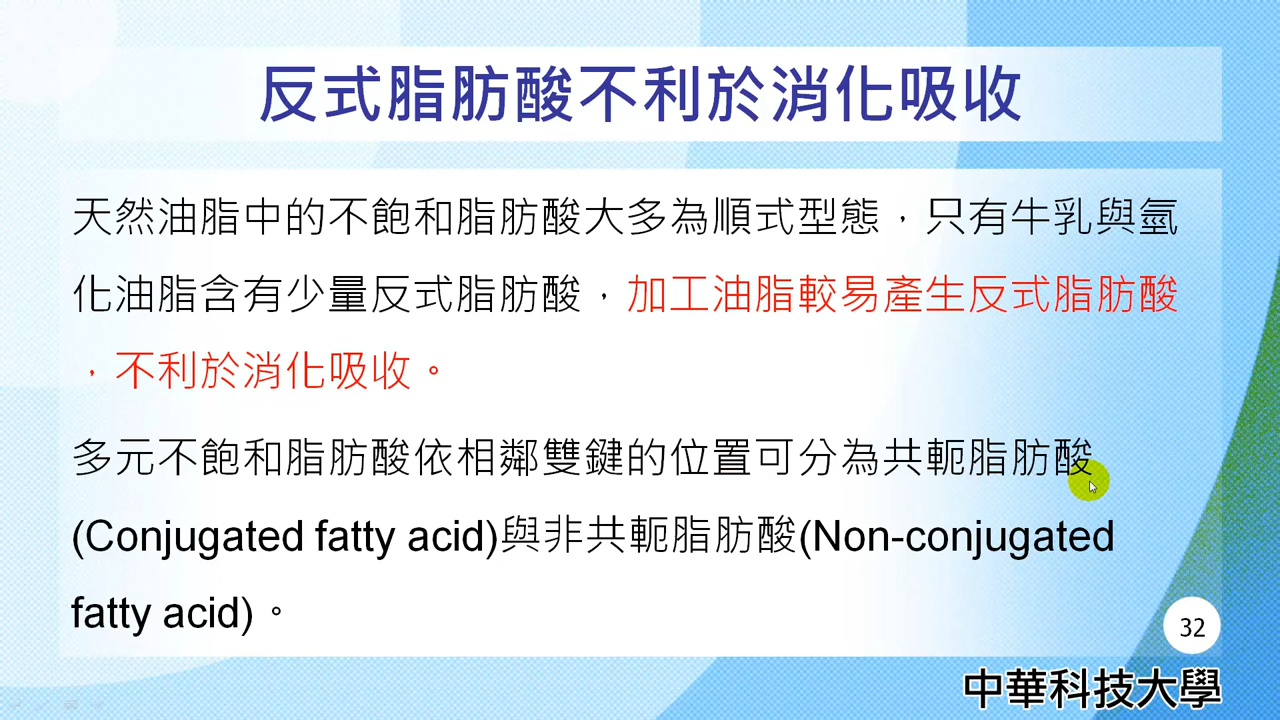 反式脂肪酸不利於消化吸收
天然油脂中的不飽和脂肪酸大多為順式型態，只有牛乳與氫
化油脂含有少量反式脂肪酸，加工油脂較易產生反式脂肪酸
，不利於消化吸收。
多元不飽和脂肪酸依相鄰雙鍵的位置可分為共軛脂肪酸
(Conjugated fatty acid)與非共軛脂肪酸(Non-conjugated
fatty acid)。
32
中華科技大學